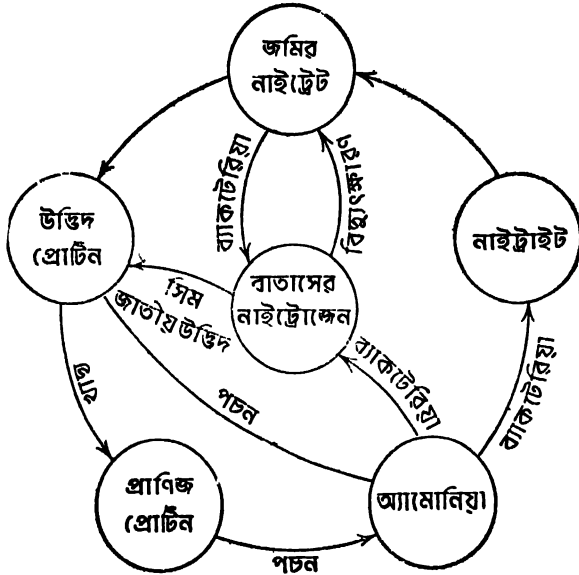 জমির
নাইট্রেট
ব্যাকটেরিয়া
বিদ্যুৎক্ষরণ
উদ্ভিদ
প্রোটিন
নাইট্রাইট
বাতাসের
নাইট্রোজেন
সিম
জাতীয় উদ্ভিদ
খাদ্য
পচন
ব্যাকটেরিয়া
ব্যাকটেরিয়া
প্রাণিজ
প্রোটিন
অ্যামোনিয়া
পচন